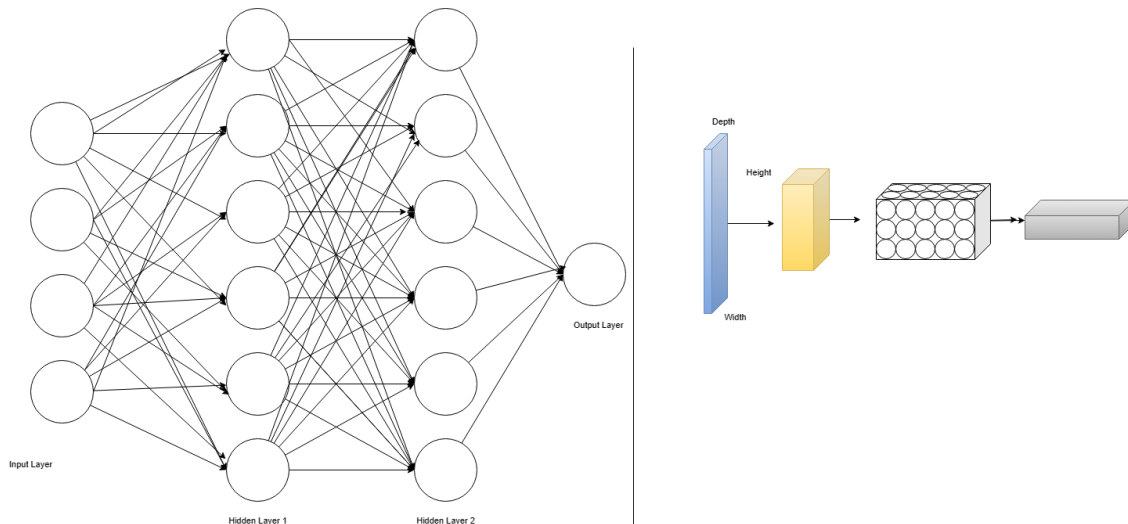 Input Layer
Hidden Layer 1
Hidden Layer 2
Output Layer
Depth
Height
Width